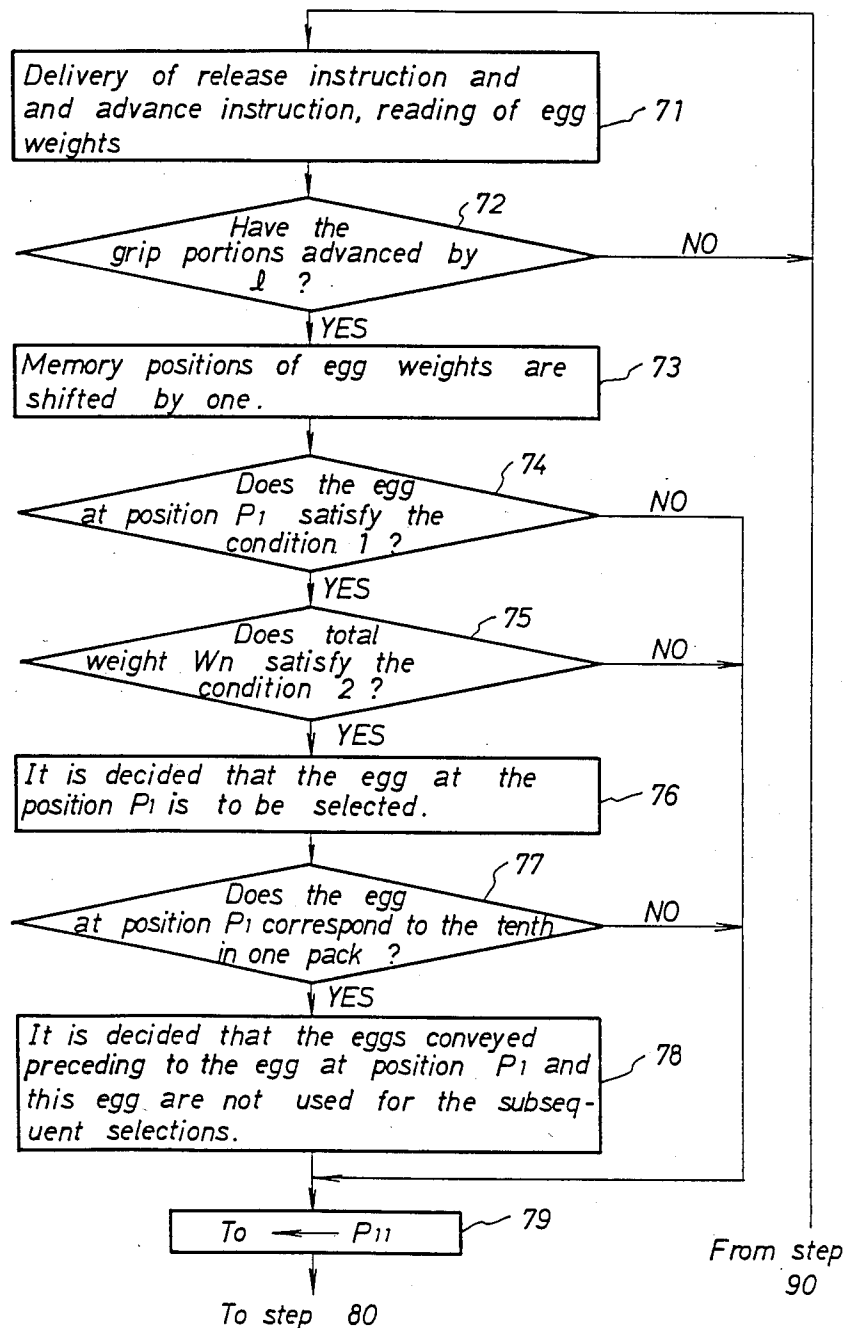 Delivery of release instruction and
and advance instruction, reading of egg
weights
71
72
Have the
grip portions advanced by
ℓ ?
NO
YES
Memory positions of egg weights are
shifted by one.
73
74
Does the egg
at position P1 satisfy the
condition 1 ?
NO
YES
75
Does total
weight Wn satisfy the
condition 2 ?
NO
YES
It is decided that the egg at the
position P1 is to be selected.
76
77
Does the egg
at position P1 correspond to the tenth
in one pack ?
NO
YES
It is decided that the eggs conveyed
preceding to the egg at position P1 and
this egg are not used for the subseq-
uent selections.
78
To ← P11
79
From step
90
To step 80